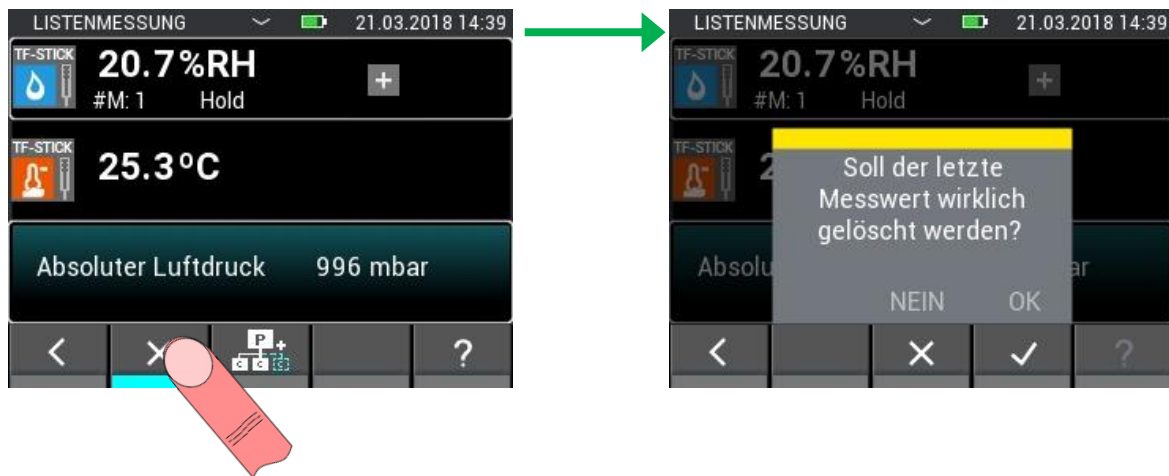 LISTENMESSUNG 21.03.2018 14:39
TF-STICK
20.7%RH
#M: 1 Hold
+
TF-STICK
25.3ºC
Absoluter Luftdruck 996 mbar
P +
C C C
?
LISTENMESSUNG 21.03.2018 14:39
TF-STICK
20.7%RH
#M: 1 Hold
+
TF-STICK
2
Soll der letzte
Messwert wirklich
gelöscht werden?
Absolu ar
NEIN OK
?